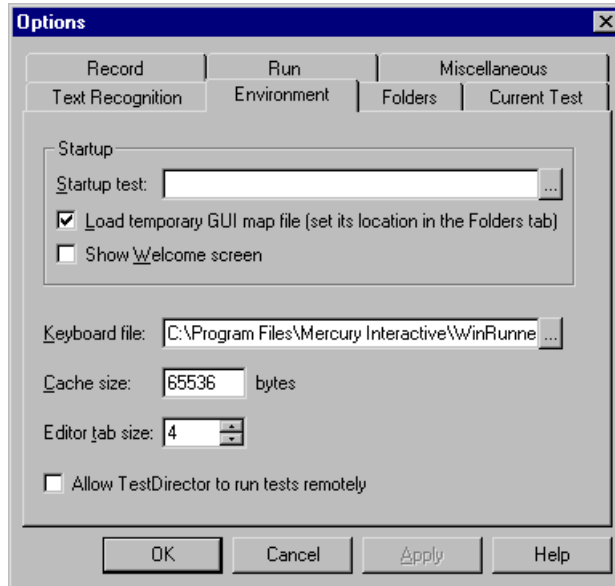 Options
Record Run Miscellaneous
Text Recognition Environment Folders Current Test
Startup
Startup test: ...
Load temporary GUI map file (set its location in the Folders tab)
Show Welcome screen
Keyboard file: C:\Program Files\Mercury Interactive\WinRunne ...
Cache size: 65536 bytes
Editor tab size: 4
Allow TestDirector to run tests remotely
OK Cancel Apply Help